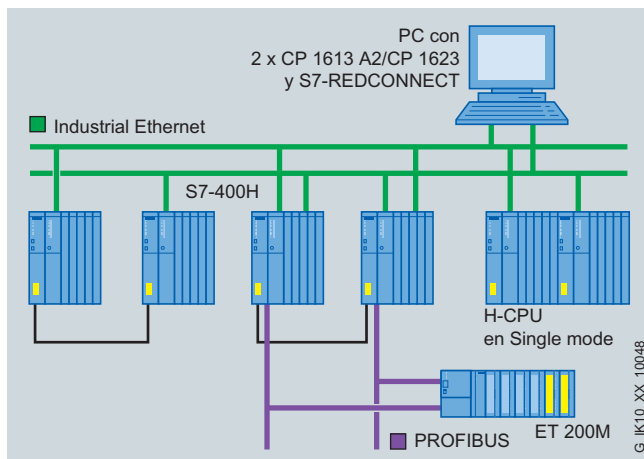 PC con
2 x CP 1613 A2/CP 1623
y S7-REDCONNECT
Industrial Ethernet
S7-400H
H-CPU
en Single mode
ET 200M
PROFIBUS
G_IK10_XX_10048